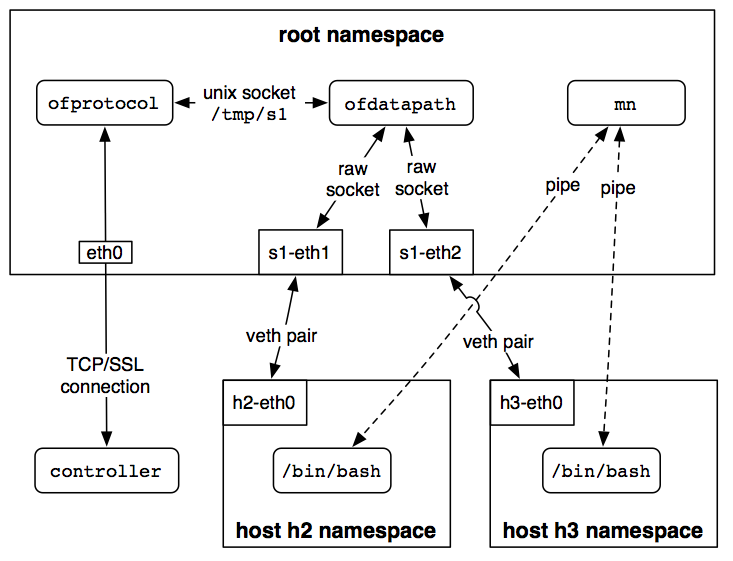 root namespace
ofprotocol
unix socket
/tmp/s1
ofdatapath
mn
raw
socket
raw
socket
pipe
pipe
eth0
s1-eth1
s1-eth2
veth pair
veth pair
TCP/SSL
connection
h2-eth0
h3-eth0
controller
/bin/bash
/bin/bash
host h2 namespace
host h3 namespace